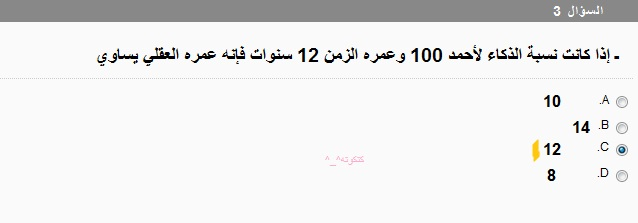 السؤال 3
ـ إذا كانت نسبة الذكاء لأحمد 100 وعمره الزمن 12 سنوات فإنه عمره العقلي يساوي
A. 10
B. 14
C. 12
D. 8
كتكوته^_^